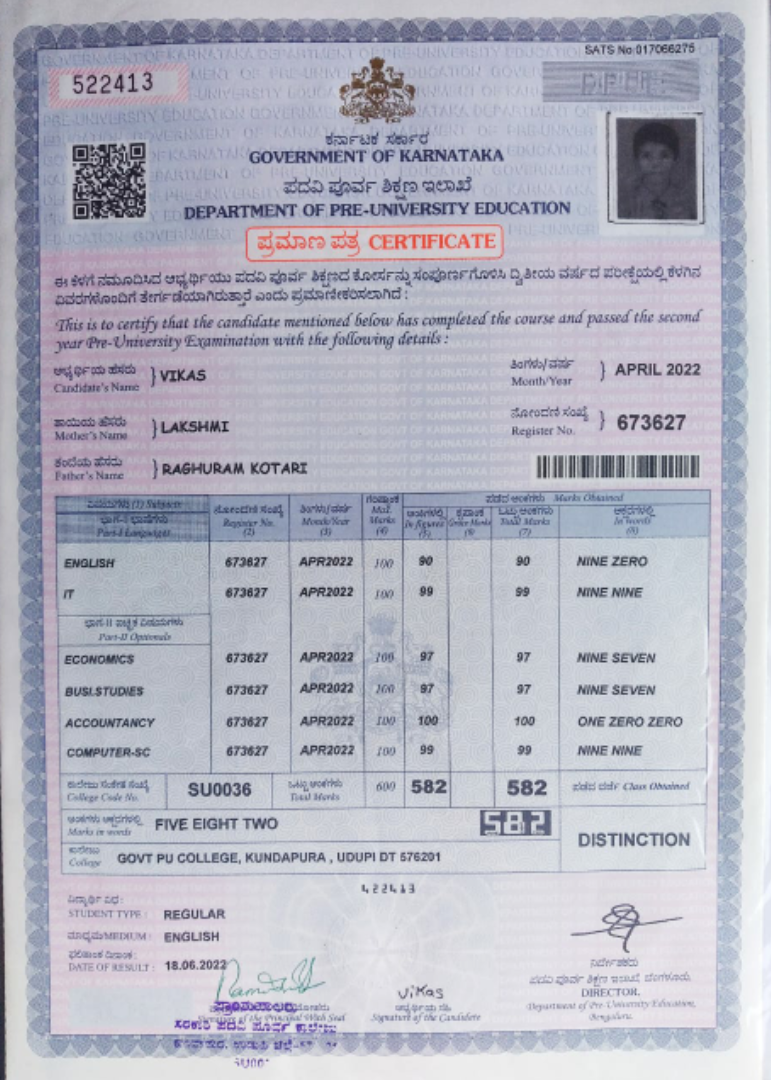 SATS No 017066275
522413
ಕರ್ನಾಟಕ ಸರ್ಕಾರ
GOVERNMENT OF KARNATAKA
ಪದವಿ ಪೂರ್ವ ಶಿಕ್ಷಣ ಇಲಾಖೆ
DEPARTMENT OF PRE-UNIVERSITY EDUCATION
ಪ್ರಮಾಣ ಪತ್ರ CERTIFICATE
ಈ ಕೆಳಗೆ ನಮೂದಿಸಿದ ಅಭ್ಯರ್ಥಿಯು ಪದವಿ ಪೂರ್ವ ಶಿಕ್ಷಣದ ಕೋರ್ಸನ್ನು ಸಂಪೂರ್ಣಗೊಳಿಸಿ ದ್ವಿತೀಯ ವರ್ಷದ ಪರೀಕ್ಷೆಯಲ್ಲಿ ಕೆಳಗಿನ
ವಿವರಗಳೊಂದಿಗೆ ತೇರ್ಗಡೆಯಾಗಿರುತ್ತಾರೆ ಎಂದು ಪ್ರಮಾಣೀಕರಿಸಲಾಗಿದೆ :
This is to certify that the candidate mentioned below has completed the course and passed the second
year Pre-University Examination with the following details :
ಅಭ್ಯರ್ಥಿಯ ಹೆಸರು
Candidate's Name } VIKAS
ತಿಂಗಳು/ ವರ್ಷ
Month/Year } APRIL 2022
ತಾಯಿಯ ಹೆಸರು
Mother's Name } LAKSHMI
ನೋಂದಣಿ ಸಂಖ್ಯೆ
Register No. } 673627
ತಂದೆಯ ಹೆಸರು
Father's Name } RAGHURAM KOTARI
ವಿಷಯಗಳು (1) Subjects ನೋಂದಣಿ ಸಂಖ್ಯೆ ತಿಂಗಳು/ವರ್ಷ ಗರಿಷ್ಠಾಂಕ ಪಡೆದ ಅಂಕಗಳು Marks Obtained
ಭಾಗ-I ಭಾಷೆಗಳು Register No. Month/Year Max. Marks ಅಂಕಿಗಳಲ್ಲಿ In figures ಕೃಪಾಂಕ Grace Marks ಒಟ್ಟು ಅಂಕಗಳು Total Marks ಅಕ್ಷರಗಳಲ್ಲಿ In words
Part-I Languages (2) (3) (4) (5) (6) (7) (8)
ENGLISH 673627 APR2022 100 90 90 NINE ZERO
IT 673627 APR2022 100 99 99 NINE NINE
ಭಾಗ-II ಐಚ್ಛಿಕ ವಿಷಯಗಳು
Part-II Optionals
ECONOMICS 673627 APR2022 100 97 97 NINE SEVEN
BUSI.STUDIES 673627 APR2022 100 97 97 NINE SEVEN
ACCOUNTANCY 673627 APR2022 100 100 100 ONE ZERO ZERO
COMPUTER-SC 673627 APR2022 100 99 99 NINE NINE
ಕಾಲೇಜು ಸಂಕೇತ ಸಂಖ್ಯೆ
College Code No. SU0036 ಒಟ್ಟು ಅಂಕಗಳು Total Marks 600 582 582 ಪಡೆದ ದರ್ಜೆ Class Obtained
ಅಂಕಗಳು ಅಕ್ಷರಗಳಲ್ಲಿ
Marks in words FIVE EIGHT TWO 582
DISTINCTION
ಕಾಲೇಜು
College GOVT PU COLLEGE, KUNDAPURA , UDUPI DT 576201
422413
ವಿದ್ಯಾರ್ಥಿ ವಿಧ:
STUDENT TYPE : REGULAR
ಮಾಧ್ಯಮ/MEDIUM : ENGLISH
ಫಲಿತಾಂಶ ದಿನಾಂಕ:
DATE OF RESULT : 18.06.2022
ಪ್ರಾಂಶುಪಾಲರು
Signature of the Principal With Seal
ಸರಕಾರಿ ಪದವಿ ಪೂರ್ವ ಕಾಲೇಜು
Vikas
ಅಭ್ಯರ್ಥಿಯ ಸಹಿ
Signature of the Candidate
ನಿರ್ದೇಶಕರು
ಪದವಿ ಪೂರ್ವ ಶಿಕ್ಷಣ ಇಲಾಖೆ, ಬೆಂಗಳೂರು.
DIRECTOR.
Department of Pre-University Education,
Bengaluru.